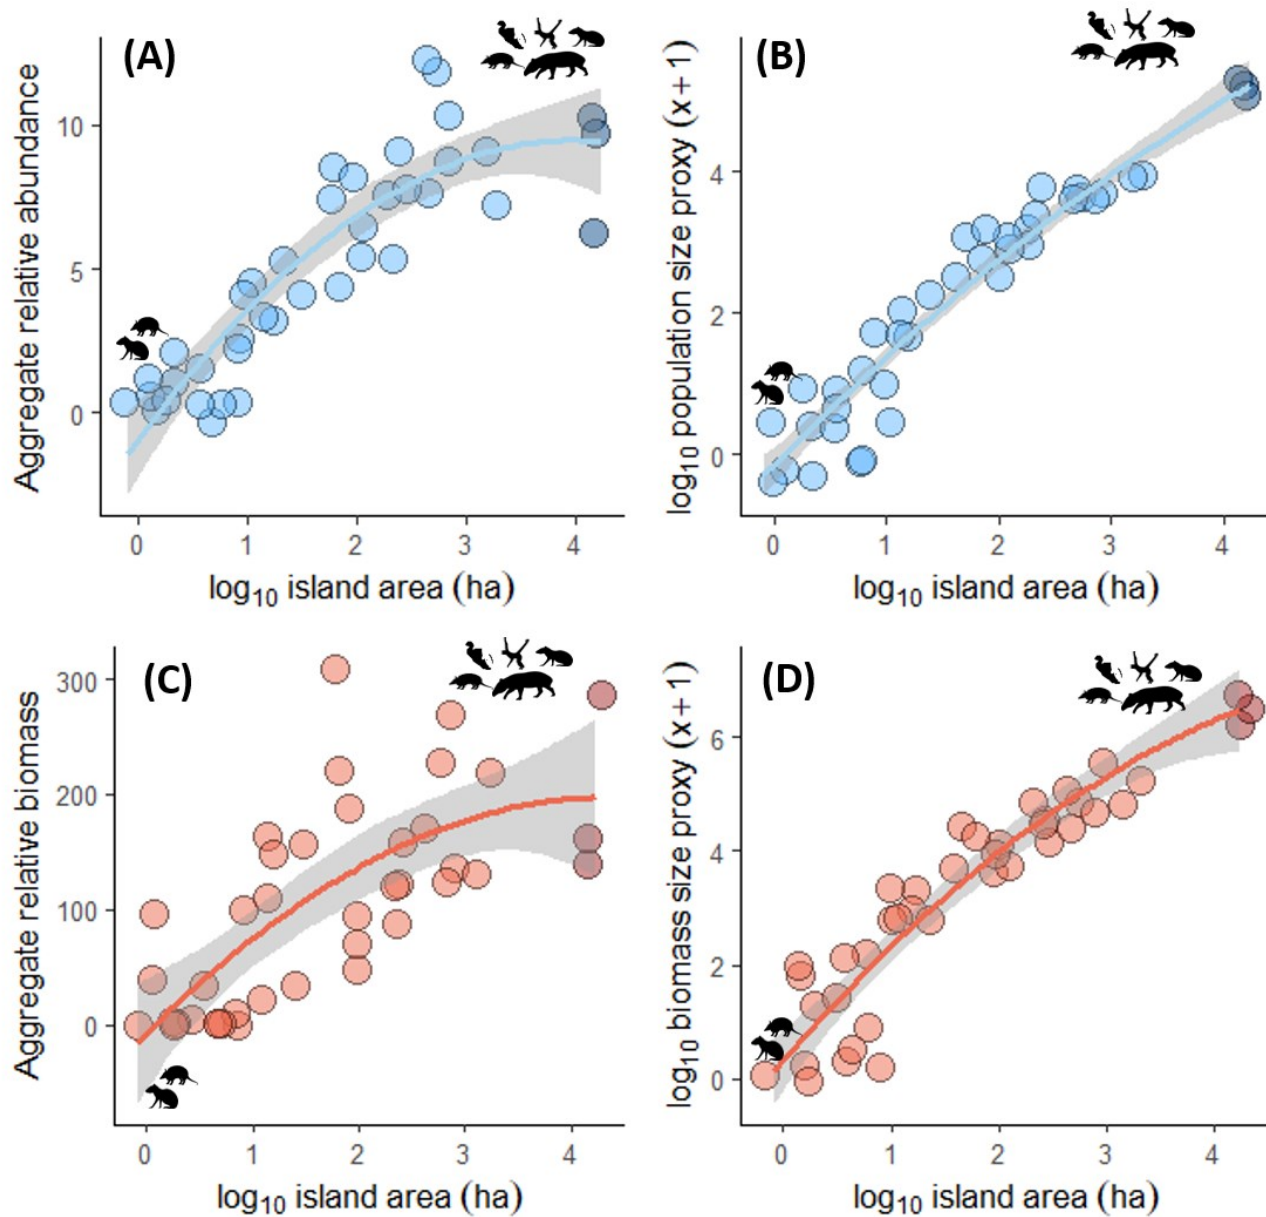 (A)
Aggregate relative abundance
10
5
0
0 1 2 3 4
log10 island area (ha)
(B)
log10 population size proxy (x + 1)
4
2
0
0 1 2 3 4
log10 island area (ha)
(C)
Aggregate relative biomass
300
200
100
0
0 1 2 3 4
log10 island area (ha)
(D)
log10 biomass size proxy (x + 1)
6
4
2
0
0 1 2 3 4
log10 island area (ha)